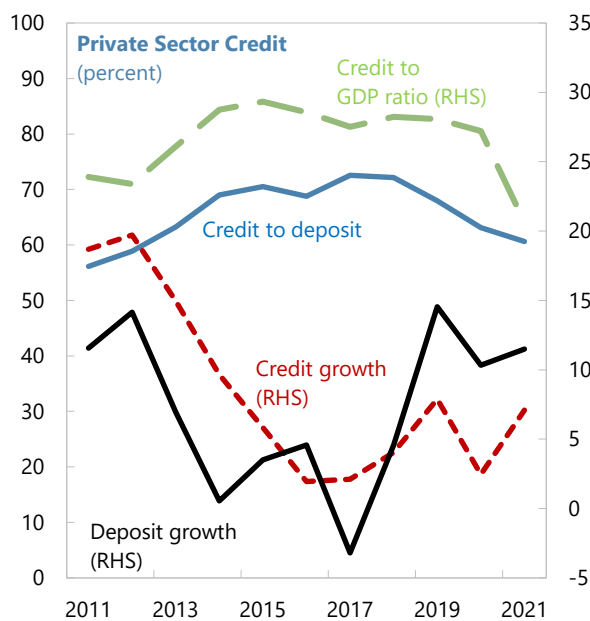 Private Sector Credit
(percent)
Credit to
GDP ratio (RHS)
Credit to deposit
Credit growth
(RHS)
Deposit growth
(RHS)
100
90
80
70
60
50
40
30
20
10
0
35
30
25
20
15
10
5
0
-5
2011 2013 2015 2017 2019 2021